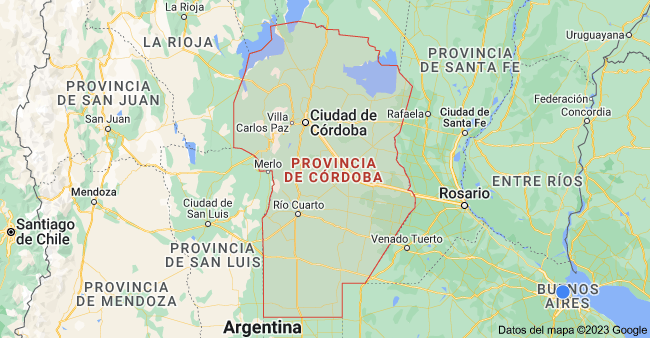 La Rioja
LA RIOJA
Uruguayana
PROVINCIA
DE SANTA FE
PROVINCIA
DE SAN JUAN
San Juan
Villa
Carlos Paz
Ciudad de
Córdoba
Rafaela
Ciudad de
Santa Fe
Federación
Concordia
Merlo
PROVINCIA
DE CÓRDOBA
ENTRE RÍOS
Mendoza
Rosario
Ciudad de
San Luis
Río Cuarto
Santiago
de Chile
Venado Tuerto
PROVINCIA
DE SAN LUIS
PROVINCIA
DE MENDOZA
BUENOS
AIRES
Argentina
Datos del mapa ©2023 Google